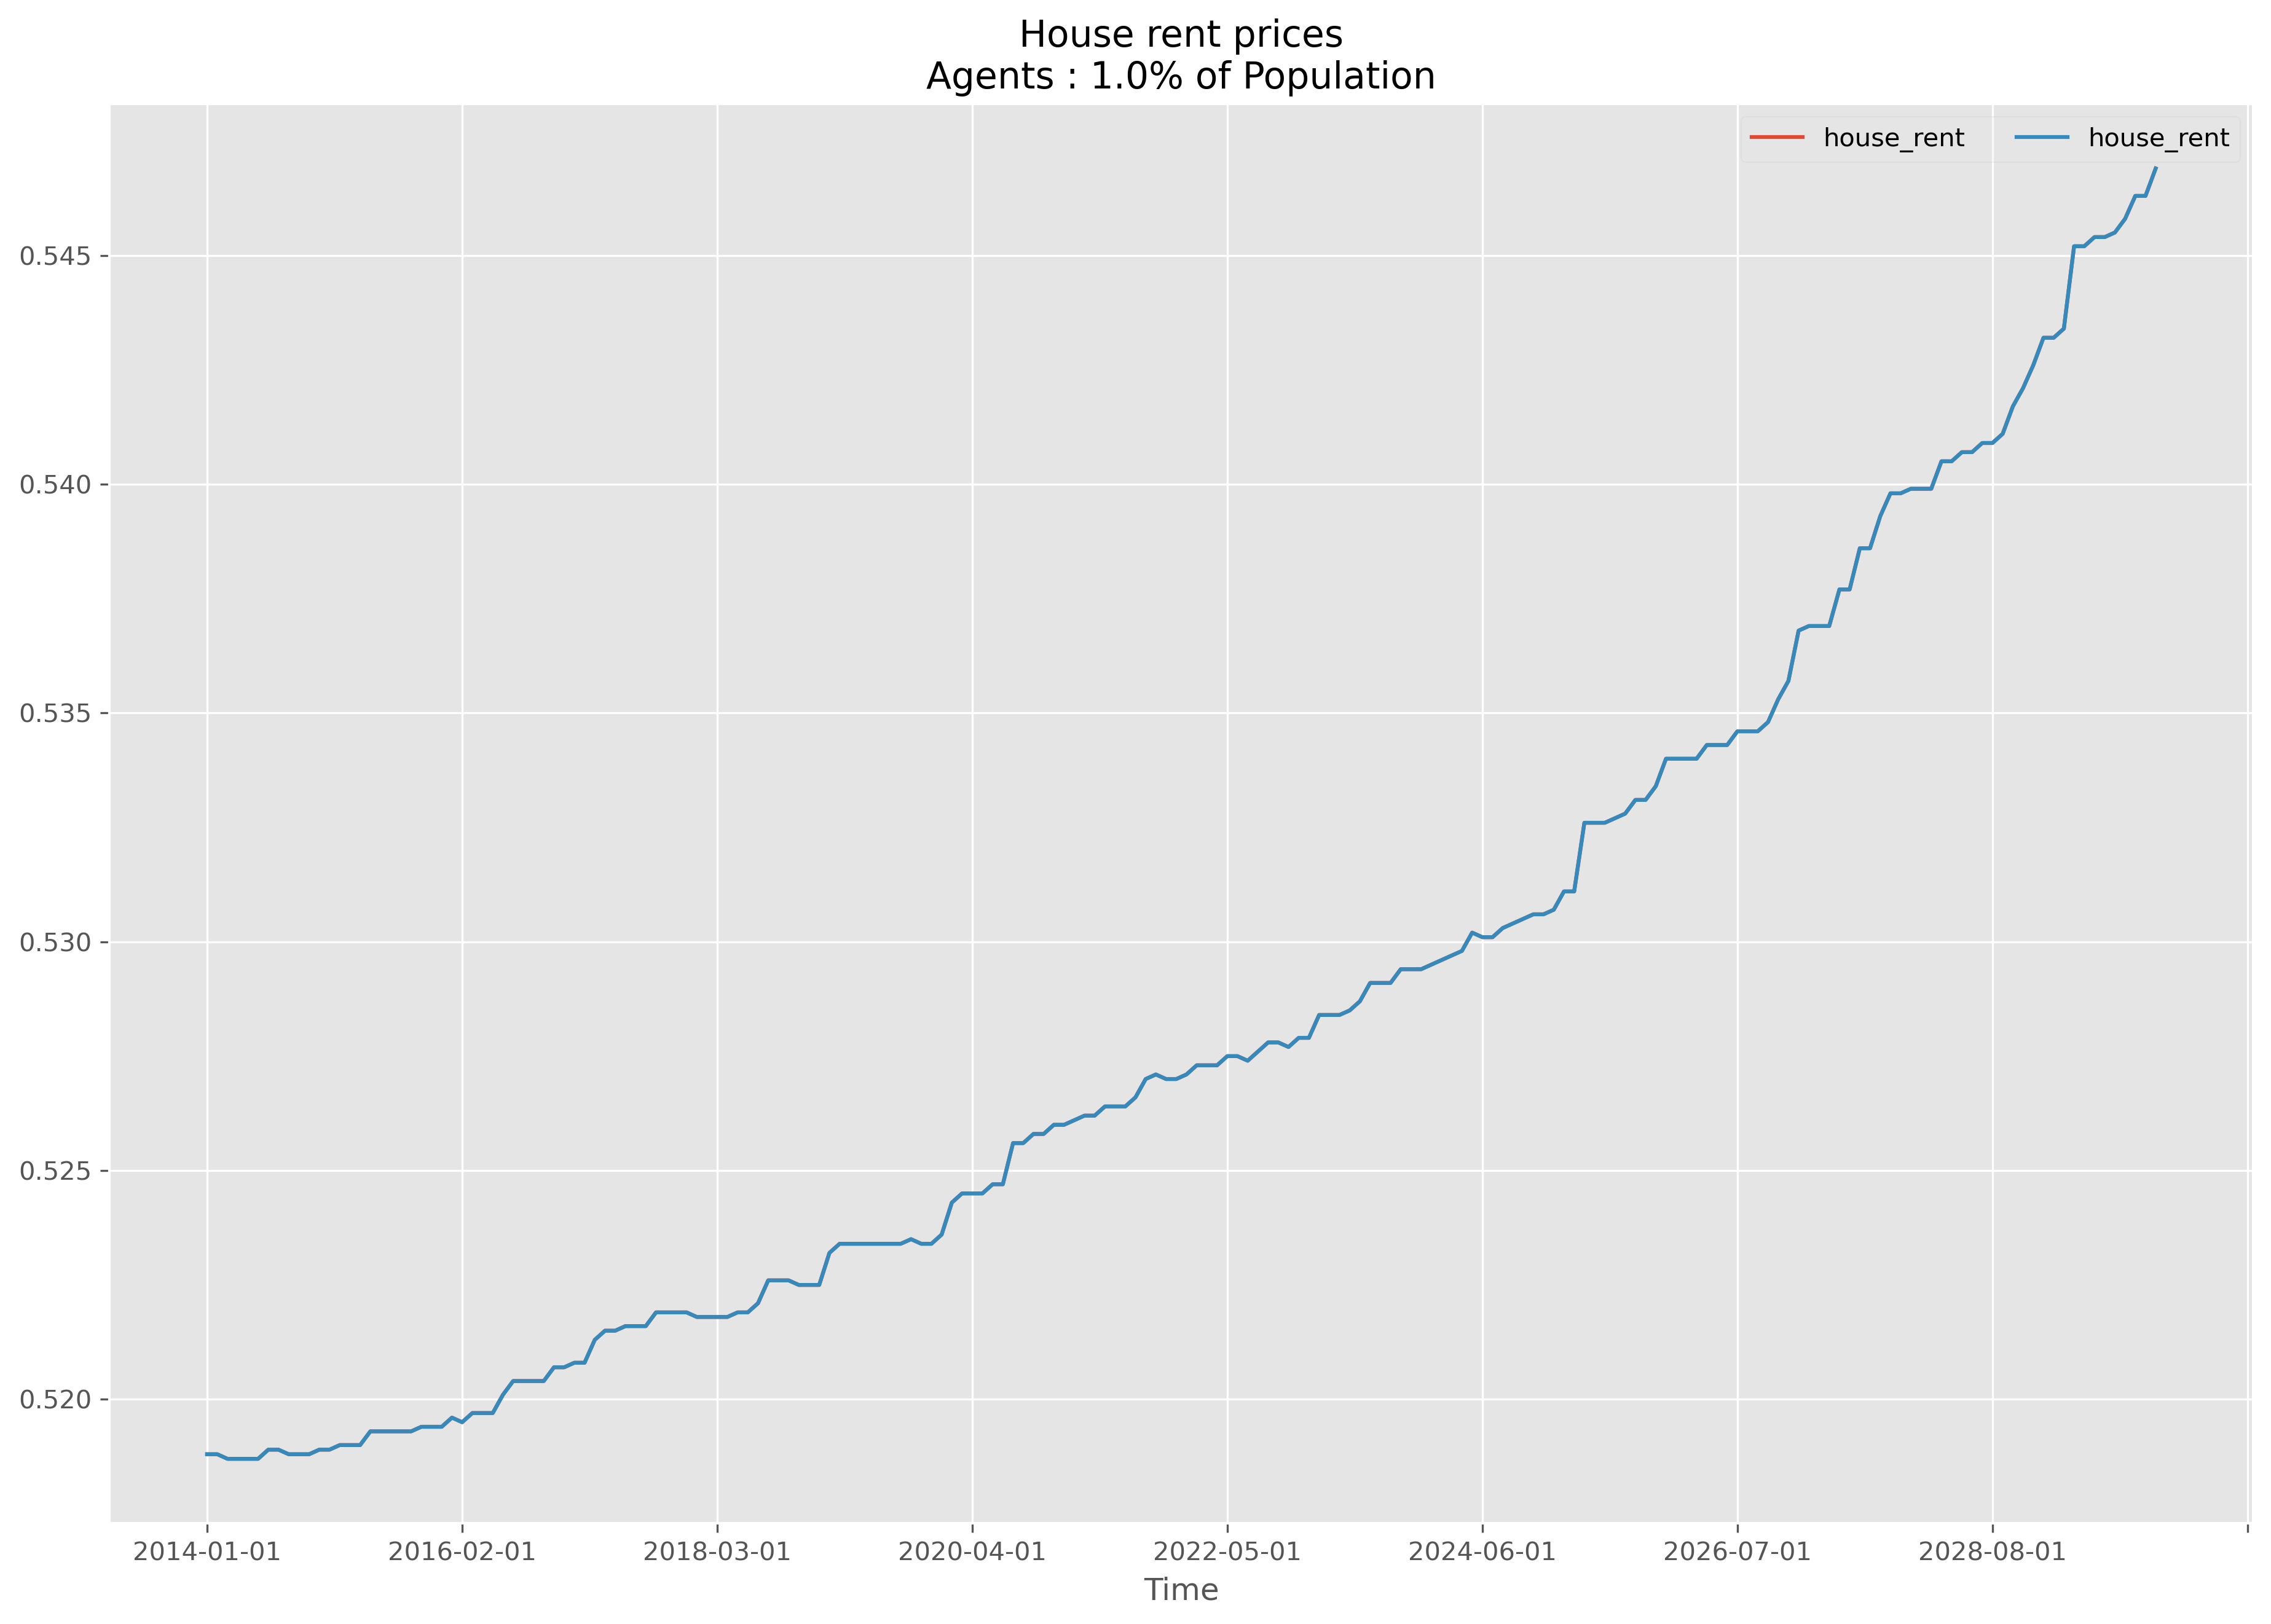 House rent prices
Agents : 1.0% of Population
house_rent house_rent
0.545
0.540
0.535
0.530
0.525
0.520
2014-01-01 2016-02-01 2018-03-01 2020-04-01 2022-05-01 2024-06-01 2026-07-01 2028-08-01
Time